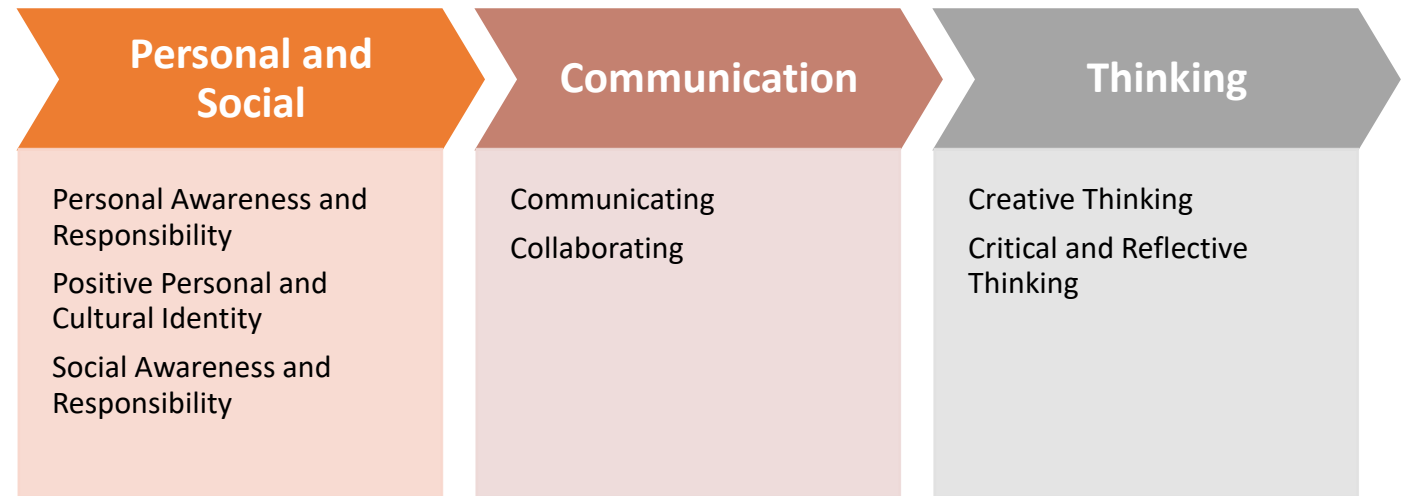 Personal and
Social
Personal Awareness and
Responsibility
Positive Personal and
Cultural Identity
Social Awareness and
Responsibility
Communication
Communicating
Collaborating
Thinking
Creative Thinking
Critical and Reflective
Thinking